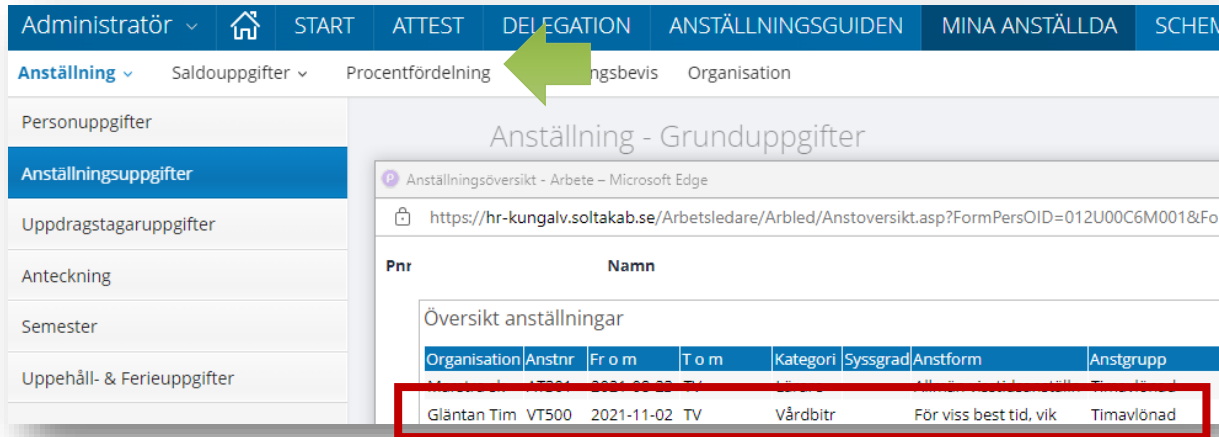 Administratör START ATTEST DELEGATION ANSTÄLLNINGSGUIDEN MINA ANSTÄLLDA SCHEM
Anställning Saldouppgifter Procentfördelning ngsbevis Organisation
Personuppgifter
Anställningsuppgifter
Uppdragstagaruppgifter
Anteckning
Semester
Uppehåll- & Ferieuppgifter
Anställning - Grunduppgifter
Anställningsöversikt - Arbete – Microsoft Edge
https://hr-kungalv.soltakab.se/Arbetsledare/Arbled/Anstoversikt.asp?FormPersOID=012U00C6M001&Fo
Pnr Namn
Översikt anställningar
Organisation Anstnr Fr o m T o m Kategori Syssgrad Anstform Anstgrupp
Gläntan Tim VT500 2021-11-02 TV Vårdbitr För viss best tid, vik Timavlönad